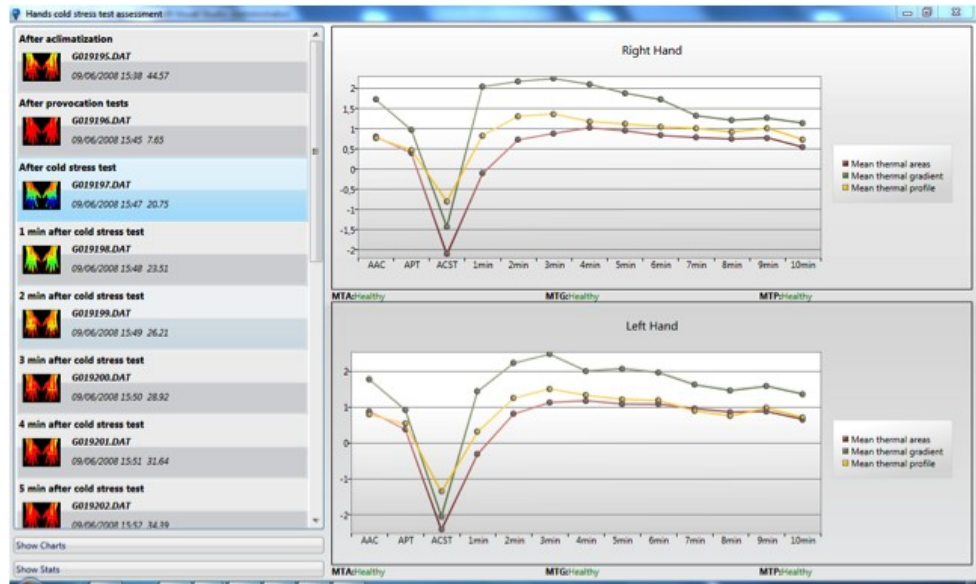 Hands cold stress test assessment
After aclimatization
G019195.DAT
09/06/2008 15:38 44.57
After provocation tests
G019196.DAT
09/06/2008 15:45 7.65
After cold stress test
G019197.DAT
09/06/2008 15:47 20.75
1 min after cold stress test
G019198.DAT
09/06/2008 15:48 23.51
2 min after cold stress test
G019199.DAT
09/06/2008 15:49 26.21
3 min after cold stress test
G019200.DAT
09/06/2008 15:50 28.92
4 min after cold stress test
G019201.DAT
09/06/2008 15:51 31.64
5 min after cold stress test
G019202.DAT
09/06/2008 15:52 34.39
Show Charts
Show Stats
Right Hand
2
1,5
1
0,5
0
-0,5
-1
-1,5
-2
AAC APT ACST 1min 2min 3min 4min 5min 6min 7min 8min 9min 10min
Mean thermal areas
Mean thermal gradient
Mean thermal profile
MTA:Healthy MTG:Healthy MTP:Healthy
Left Hand
2
1
0
-1
-2
AAC APT ACST 1min 2min 3min 4min 5min 6min 7min 8min 9min 10min
Mean thermal areas
Mean thermal gradient
Mean thermal profile
MTA:Healthy MTG:Healthy MTP:Healthy